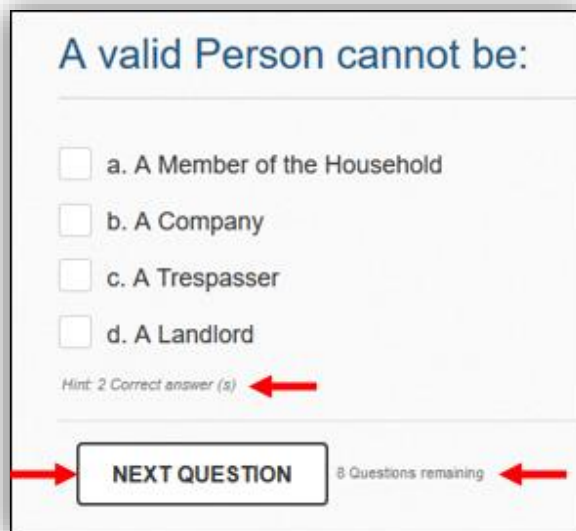 A valid Person cannot be:
a. A Member of the Household
b. A Company
c. A Trespasser
d. A Landlord
Hint: 2 Correct answer (s)
NEXT QUESTION
8 Questions remaining